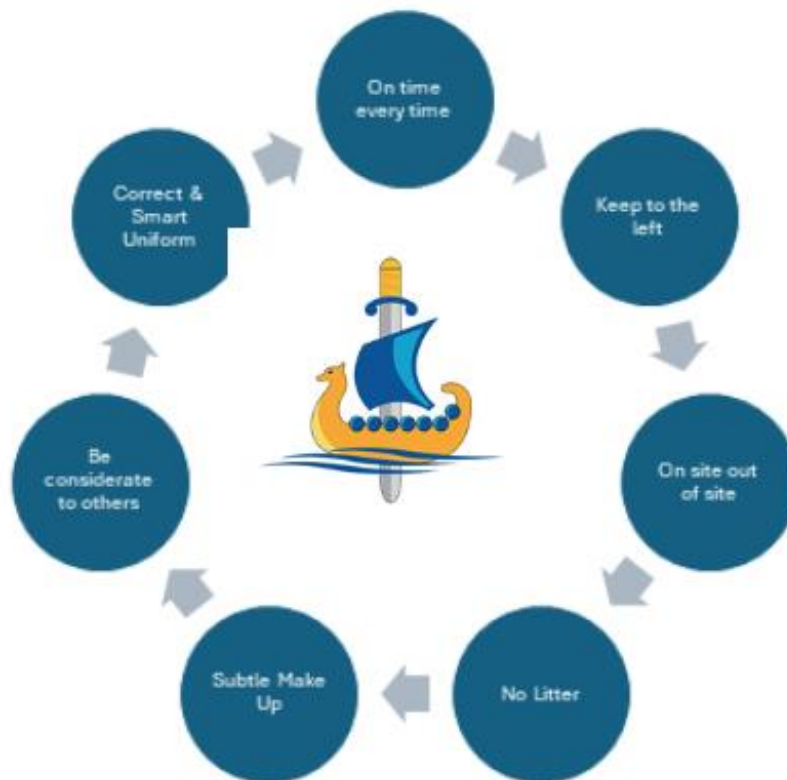 On time
every time
Keep to the
left
On site out
of site
No Litter
Subtle Make
Up
Be
considerate
to others
Correct &
Smart
Uniform